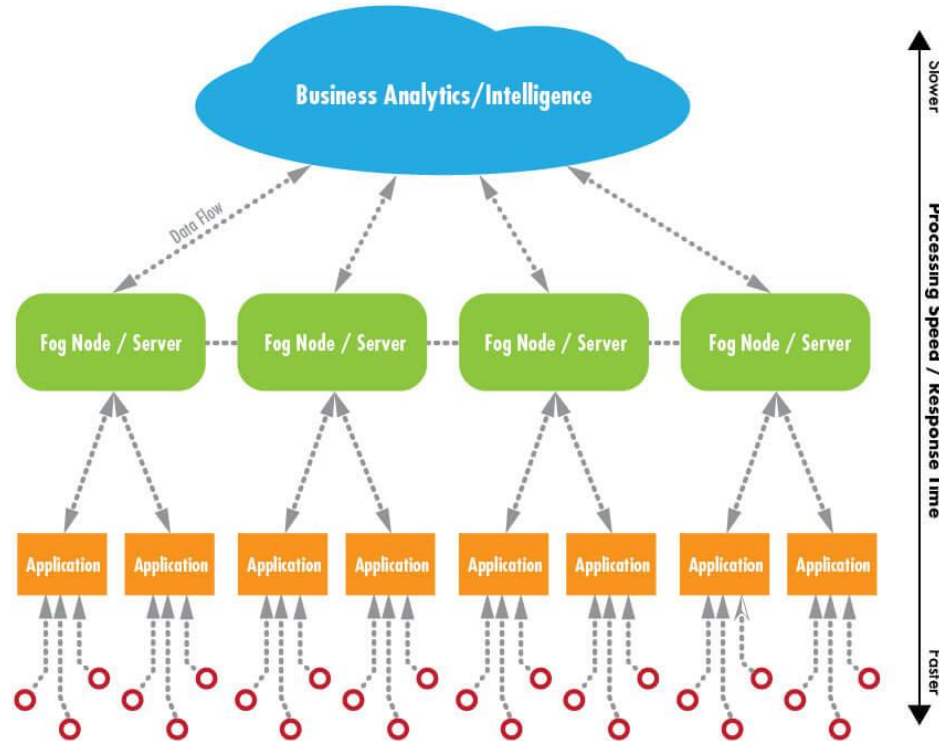 Business Analytics/Intelligence
Slower
Data Flow
Processing Speed / Response Time
Fog Node / Server
Fog Node / Server
Fog Node / Server
Fog Node / Server
Application
Application
Application
Application
Application
Application
Application
Application
Faster